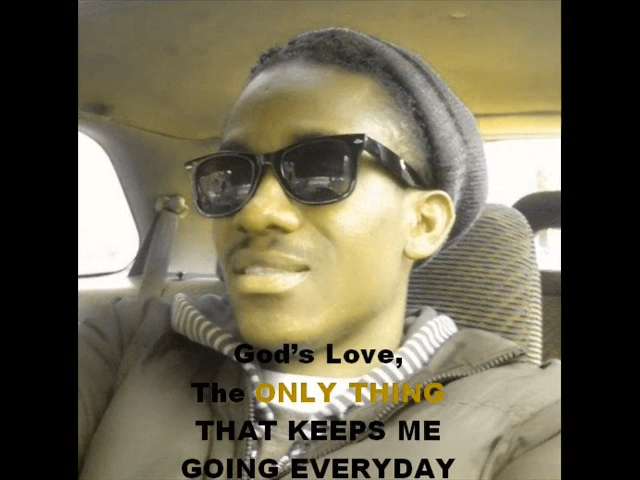 God's Love,
The ONLY THING
THAT KEEPS ME
GOING EVERYDAY